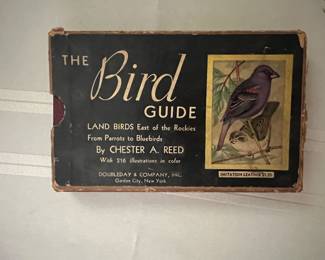 THE
Bird
GUIDE
LAND BIRDS East of the Rockies
From Parrots to Bluebirds
By CHESTER A. REED
With 216 illustrations in color
DOUBLEDAY & COMPANY, INC.
Garden City, New York
IMITATION LEATHER $1.25